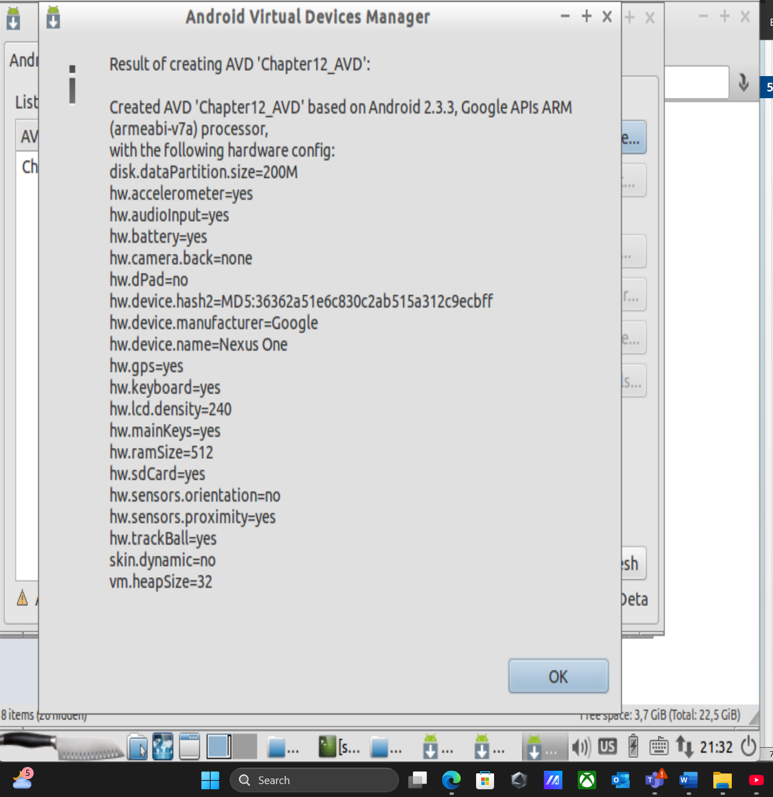 Android Virtual Devices Manager
Andr
List
AV
Ch
Result of creating AVD 'Chapter12_AVD':
Created AVD 'Chapter12_AVD' based on Android 2.3.3, Google APIs ARM
(armeabi-v7a) processor,
with the following hardware config:
disk.dataPartition.size=200M
hw.accelerometer=yes
hw.audioInput=yes
hw.battery=yes
hw.camera.back=none
hw.dPad=no
hw.device.hash2=MD5:36362a51e6c830c2ab515a312c9ecbff
hw.device.manufacturer=Google
hw.device.name=Nexus One
hw.gps=yes
hw.keyboard=yes
hw.lcd.density=240
hw.mainKeys=yes
hw.ramSize=512
hw.sdCard=yes
hw.sensors.orientation=no
hw.sensors.proximity=yes
hw.trackBall=yes
skin.dynamic=no
vm.heapSize=32
OK
e...
...
...
r...
e...
ls...
esh
Deta
5
8 items (20 hidden)
Free space: 3,7 GiB (Total: 22,5 GiB)
...
[s...
...
...
...
...
US
21:32
5
Search